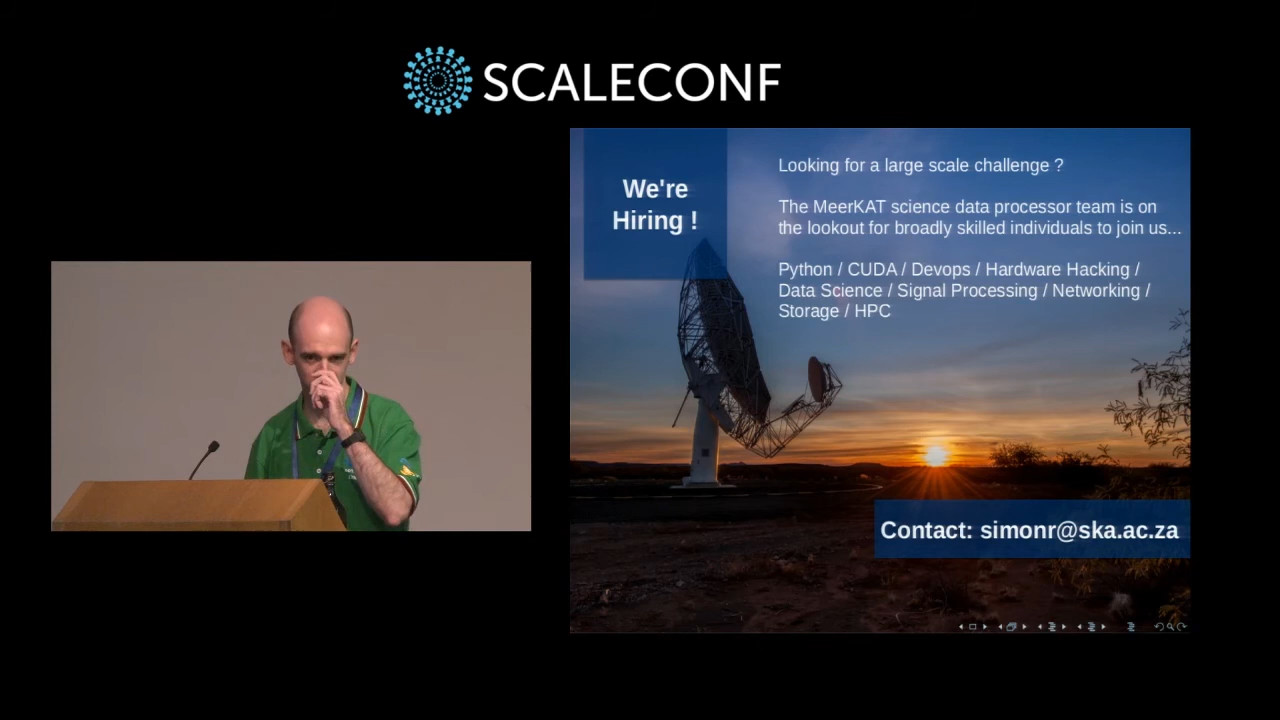 SCALECONF
We're
Hiring !
Looking for a large scale challenge ?
The MeerKAT science data processor team is on
the lookout for broadly skilled individuals to join us...
Python / CUDA / Devops / Hardware Hacking /
Data Science / Signal Processing / Networking /
Storage / HPC
Contact: simonr@ska.ac.za